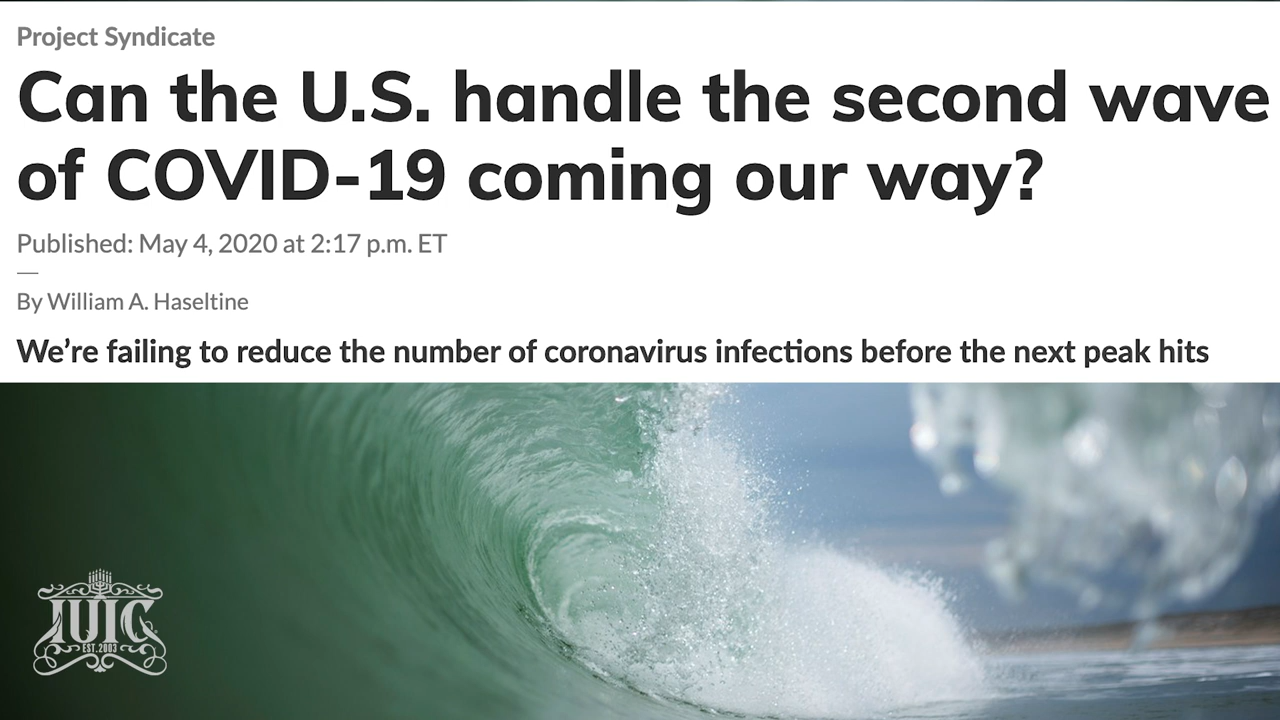 Project Syndicate
Can the U.S. handle the second wave
of COVID-19 coming our way?
Published: May 4, 2020 at 2:17 p.m. ET
—
By William A. Haseltine
We’re failing to reduce the number of coronavirus infections before the next peak hits
IUIC
EST. 2003